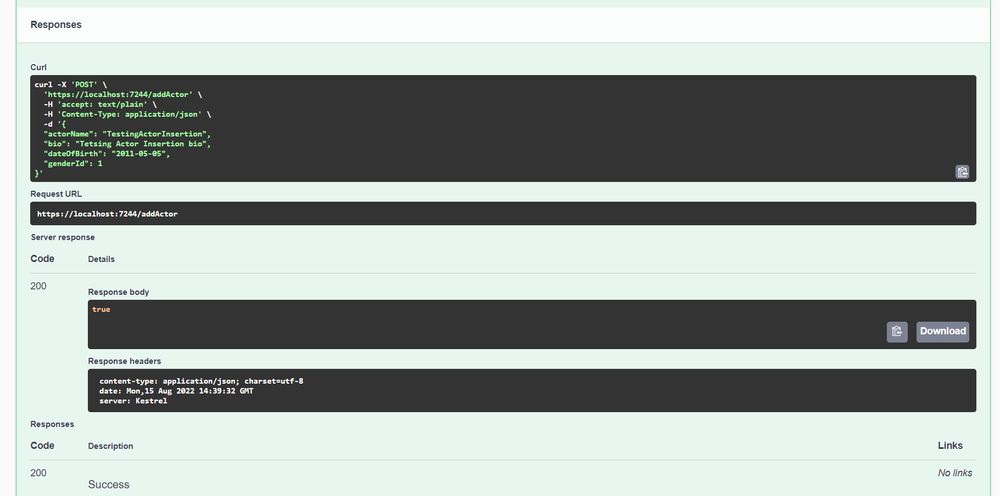 Responses
Curl
curl -X 'POST' \
'https://localhost:7244/addActor' \
-H 'accept: text/plain' \
-H 'Content-Type: application/json' \
-d '{
"actorName": "TestingActorInsertion",
"bio": "Tetsing Actor Insertion bio",
"dateOfBirth": "2011-05-05",
"genderId": 1
}'
Request URL
https://localhost:7244/addActor
Server response
Code Details
200
Response body
true
Download
Response headers
content-type: application/json; charset=utf-8
date: Mon,15 Aug 2022 14:39:32 GMT
server: Kestrel
Responses
Code Description Links
200 No links
Success